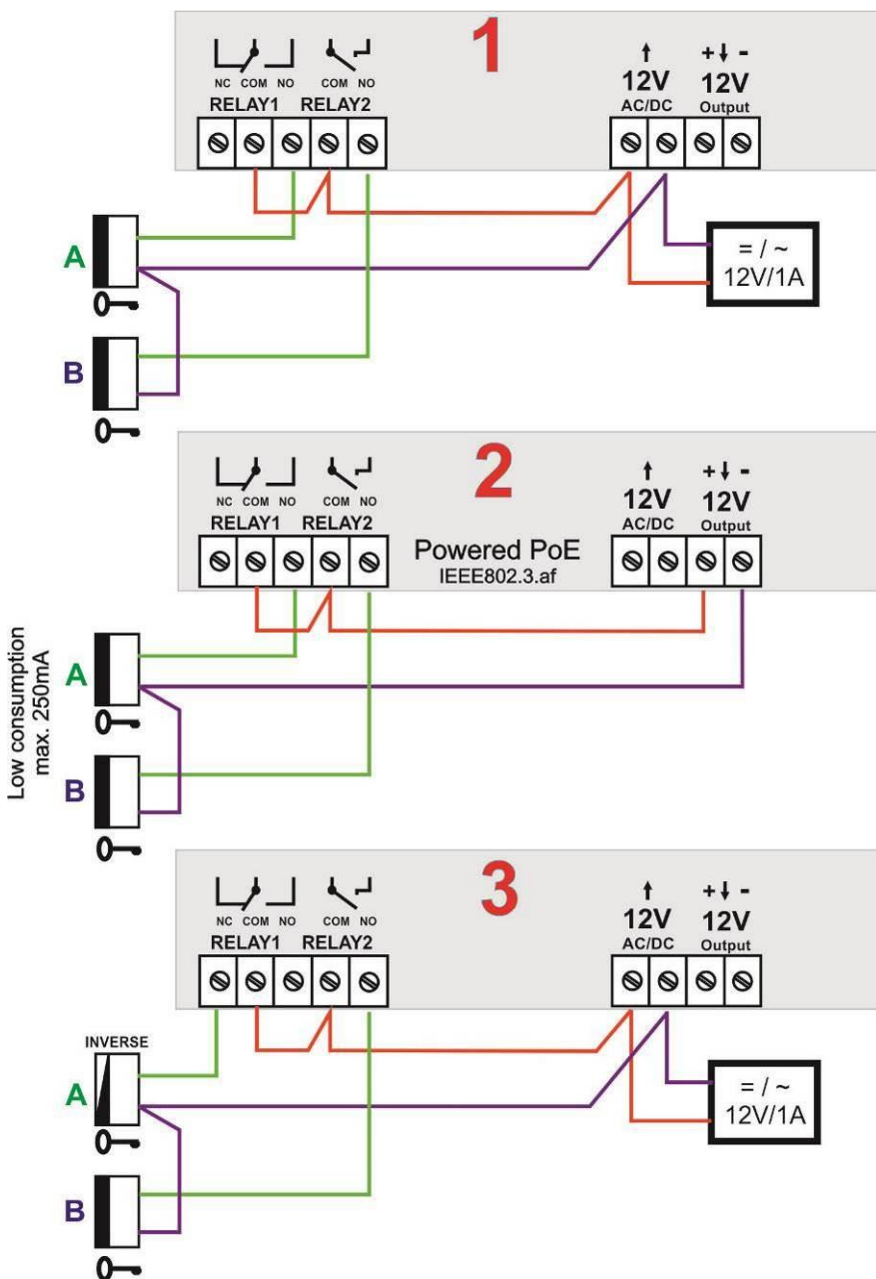 1
NC COM NO COM NO
RELAY1 RELAY2
12V
AC/DC
+ -
12V
Output
A
B
= / ~
12V/1A
2
NC COM NO COM NO
RELAY1 RELAY2
Powered PoE
IEEE802.3.af
12V
AC/DC
+ -
12V
Output
Low consumption
max. 250mA
A
B
3
NC COM NO COM NO
RELAY1 RELAY2
12V
AC/DC
+ -
12V
Output
INVERSE
A
B
= / ~
12V/1A